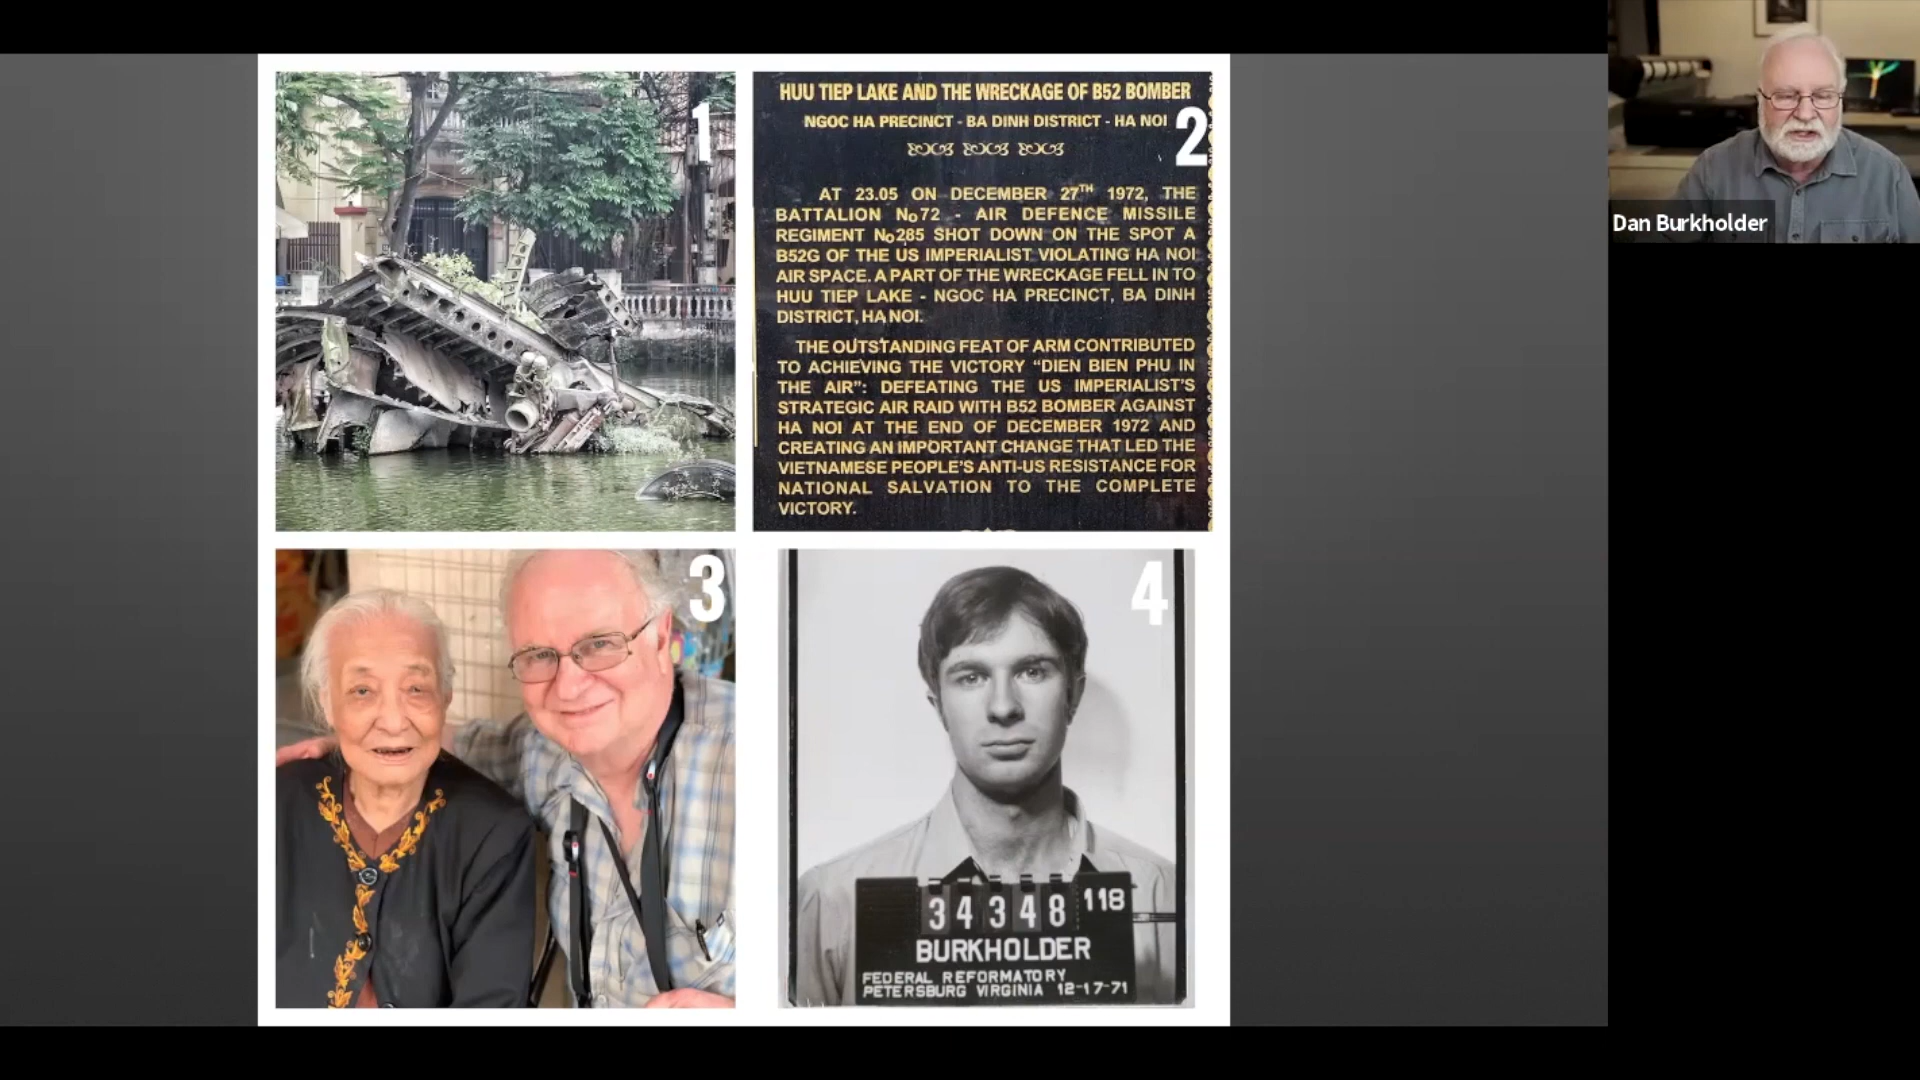 1
HUU TIEP LAKE AND THE WRECKAGE OF B52 BOMBER
NGOC HA PRECINCT - BA DINH DISTRICT - HA NOI
2
AT 23.05 ON DECEMBER 27TH 1972, THE
BATTALION No72 - AIR DEFENCE MISSILE
REGIMENT No285 SHOT DOWN ON THE SPOT A
B52G OF THE US IMPERIALIST VIOLATING HA NOI
AIR SPACE. A PART OF THE WRECKAGE FELL IN TO
HUU TIEP LAKE - NGOC HA PRECINCT, BA DINH
DISTRICT, HA NOI.
THE OUTSTANDING FEAT OF ARM CONTRIBUTED
TO ACHIEVING THE VICTORY “DIEN BIEN PHU IN
THE AIR”: DEFEATING THE US IMPERIALIST'S
STRATEGIC AIR RAID WITH B52 BOMBER AGAINST
HA NOI AT THE END OF DECEMBER 1972 AND
CREATING AN IMPORTANT CHANGE THAT LED THE
VIETNAMESE PEOPLE'S ANTI-US RESISTANCE FOR
NATIONAL SALVATION TO THE COMPLETE
VICTORY.
3
4
34348 118
BURKHOLDER
FEDERAL REFORMATORY
PETERSBURG VIRGINIA 12-17-71
Dan Burkholder